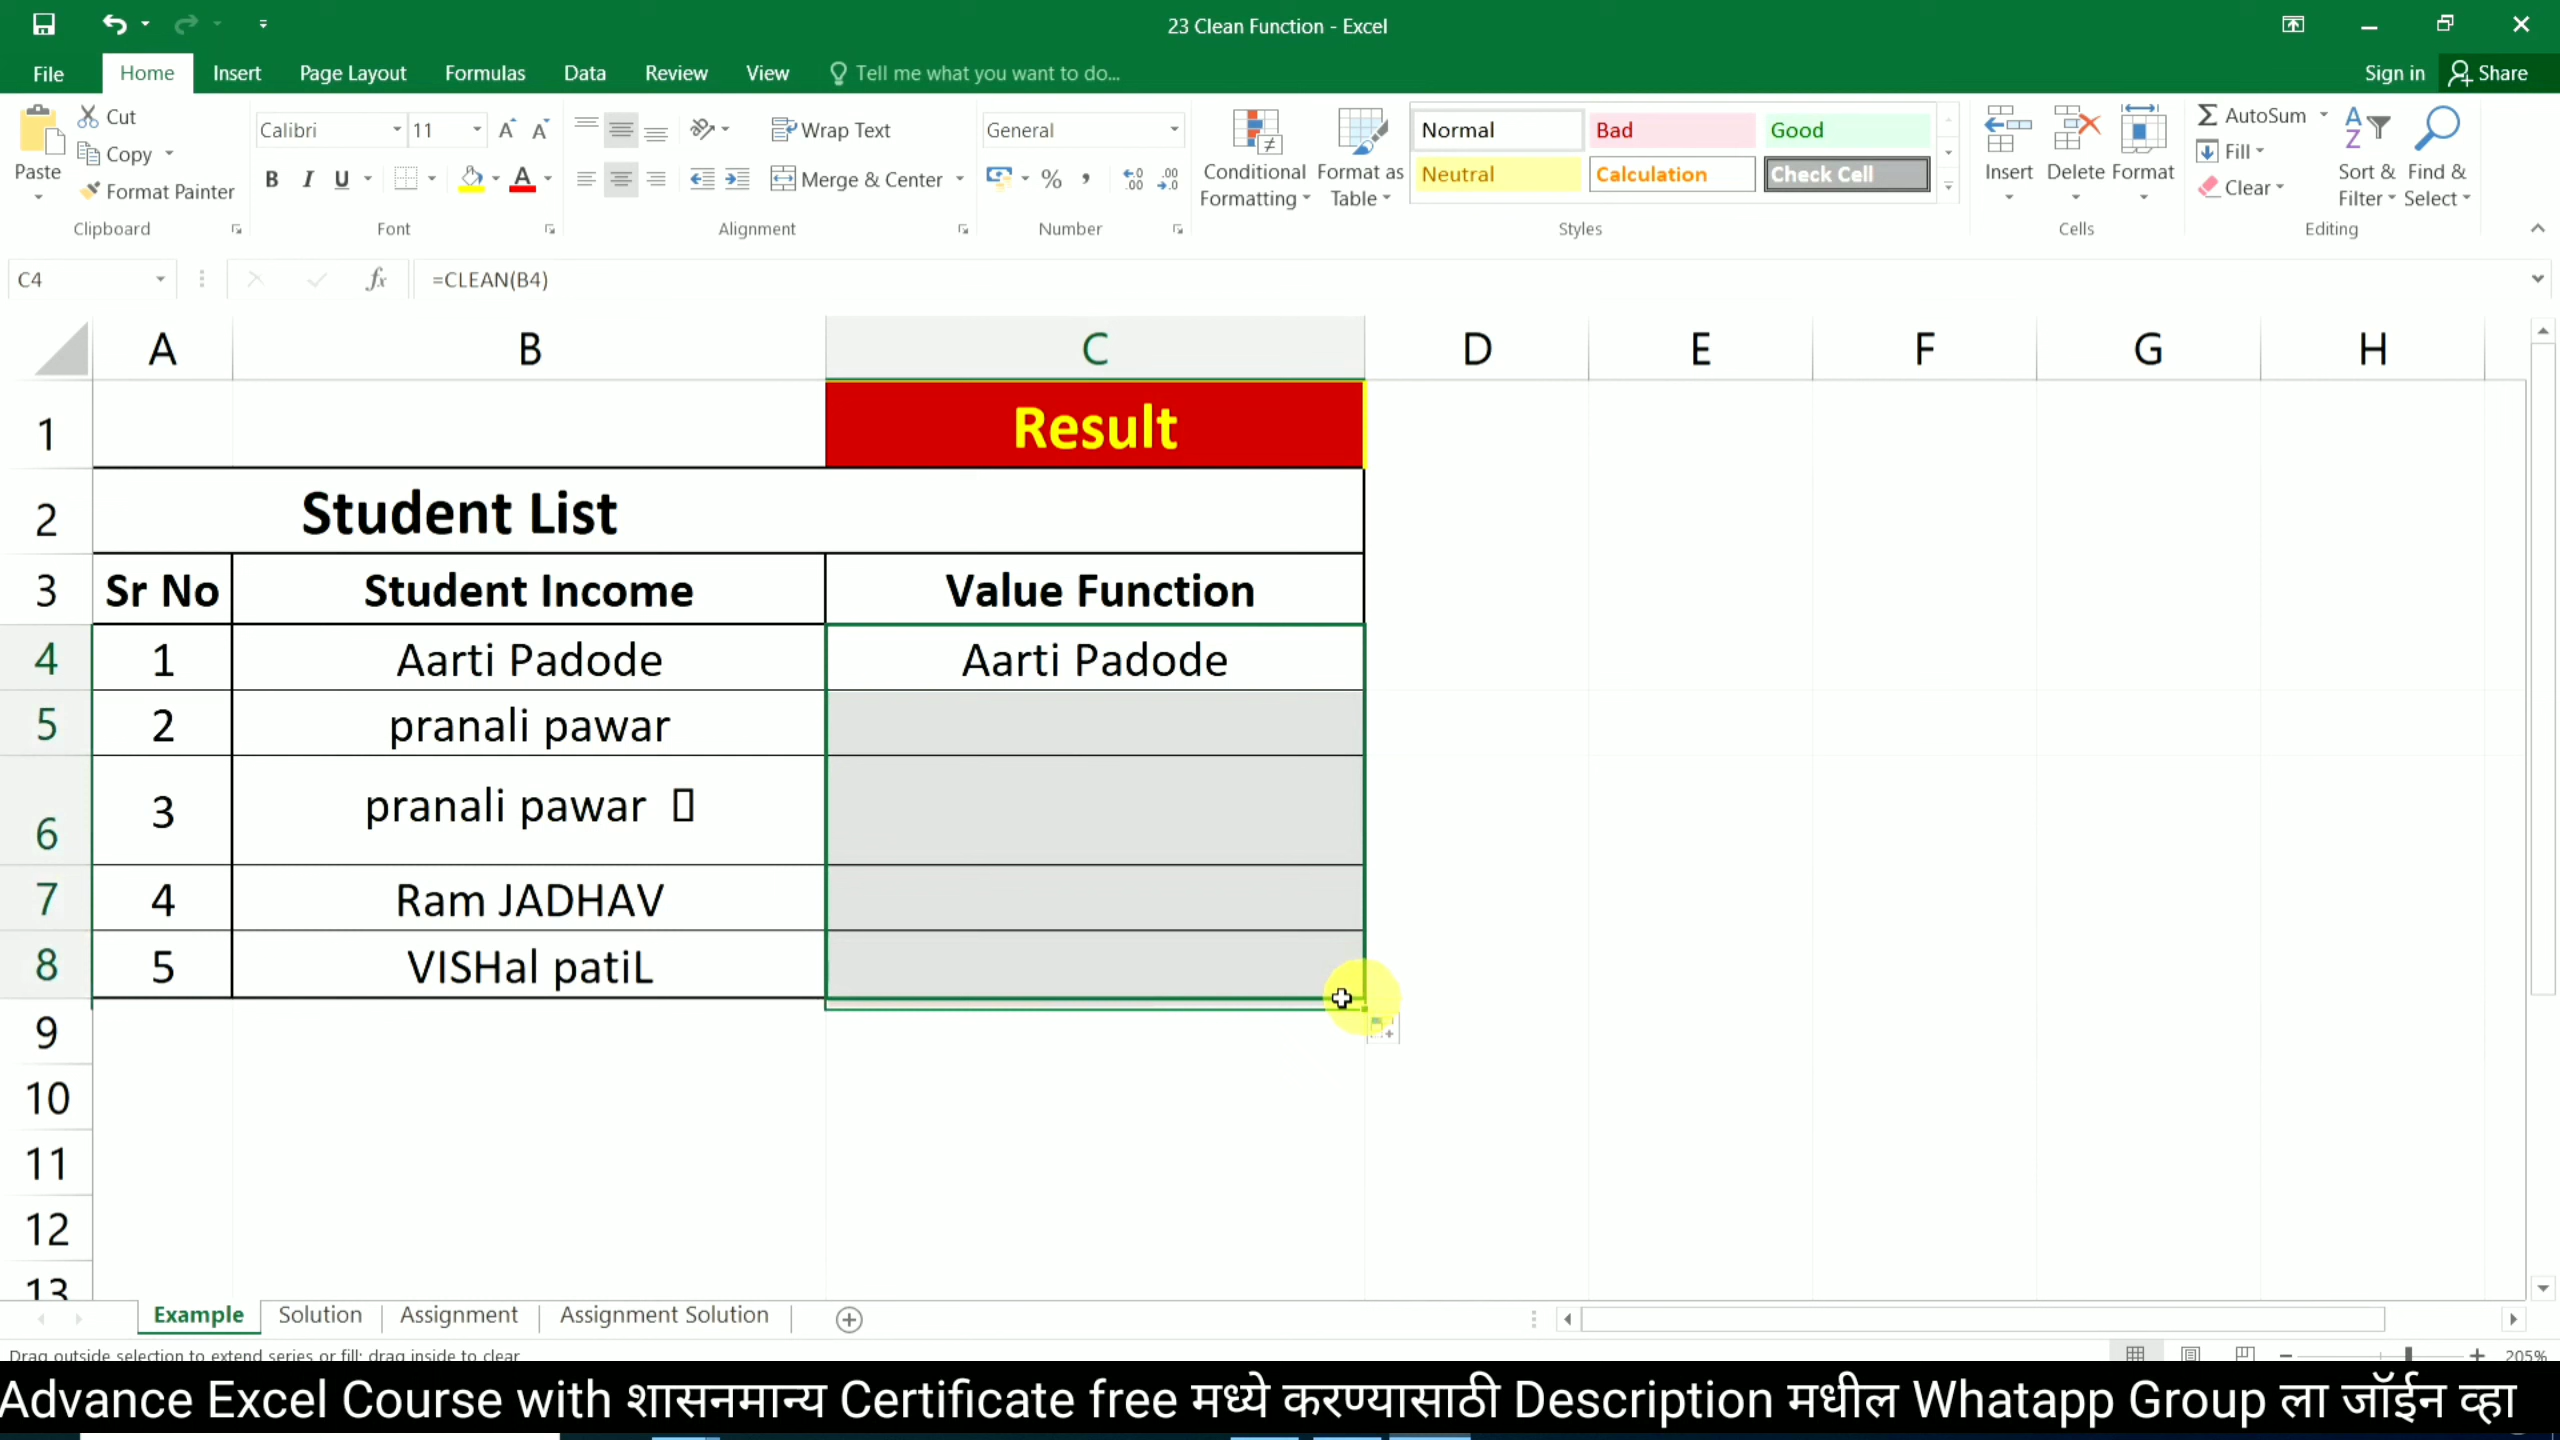 23 Clean Function - Excel
File Home Insert Page Layout Formulas Data Review View Tell me what you want to do... Sign in Share
Paste Cut Copy Format Painter Clipboard
Calibri 11 A A B I U A Font
Wrap Text Merge & Center Alignment
General % , Number
Conditional Formatting Format as Table
Normal Bad Good
Neutral Calculation Check Cell
Styles
Insert Delete Format Cells
AutoSum Fill Clear Sort & Filter Find & Select Editing
C4 fx =CLEAN(B4)
A B C D E F G H
1 Result
2 Student List
3 Sr No Student Income Value Function
4 1 Aarti Padode Aarti Padode
5 2 pranali pawar
6 3 pranali pawar
7 4 Ram JADHAV
8 5 VISHal patiL
9
10
11
12
13
Example Solution Assignment Assignment Solution
Drag outside selection to extend series or fill; drag inside to clear 205%
Advance Excel Course with शासनमान्य Certificate free मध्ये करण्यासाठी Description मधील Whatapp Group ला जॉईन व्हा